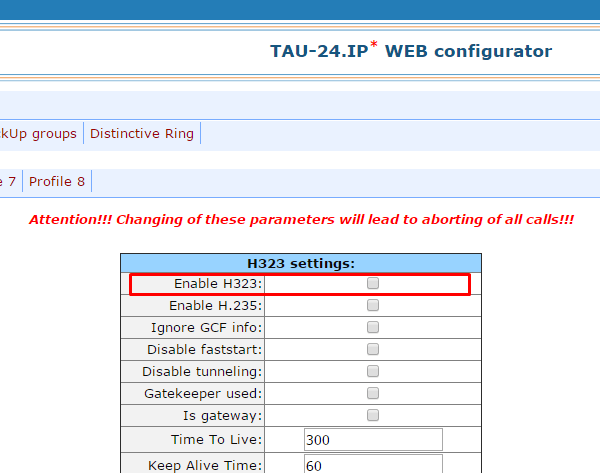 TAU-24.IP* WEB configurator
ckUp groups Distinctive Ring
e 7 Profile 8
Attention!!! Changing of these parameters will lead to aborting of all calls!!!
H323 settings:
Enable H323:
Enable H.235:
Ignore GCF info:
Disable faststart:
Disable tunneling:
Gatekeeper used:
Is gateway:
Time To Live: 300
Keep Alive Time: 60